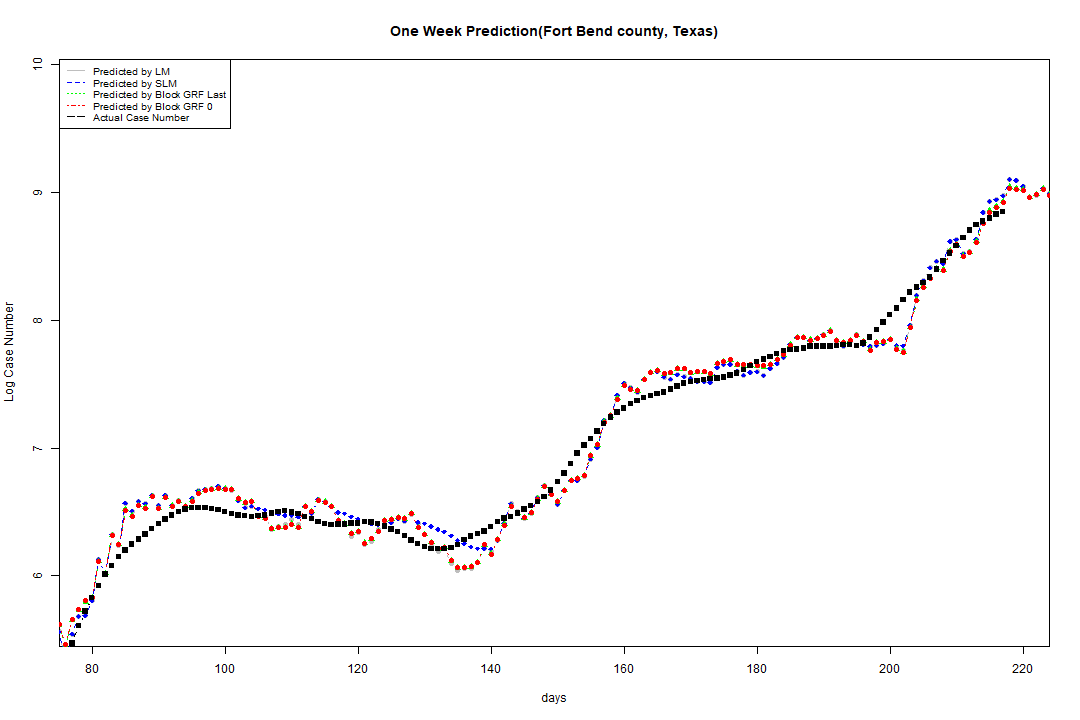 One Week Prediction(Fort Bend county, Texas)
10
Predicted by LM
Predicted by SLM
Predicted by Block GRF Last
Predicted by Block GRF 0
Actual Case Number
9
8
7
6
Log Case Number
80 100 120 140 160 180 200 220
days